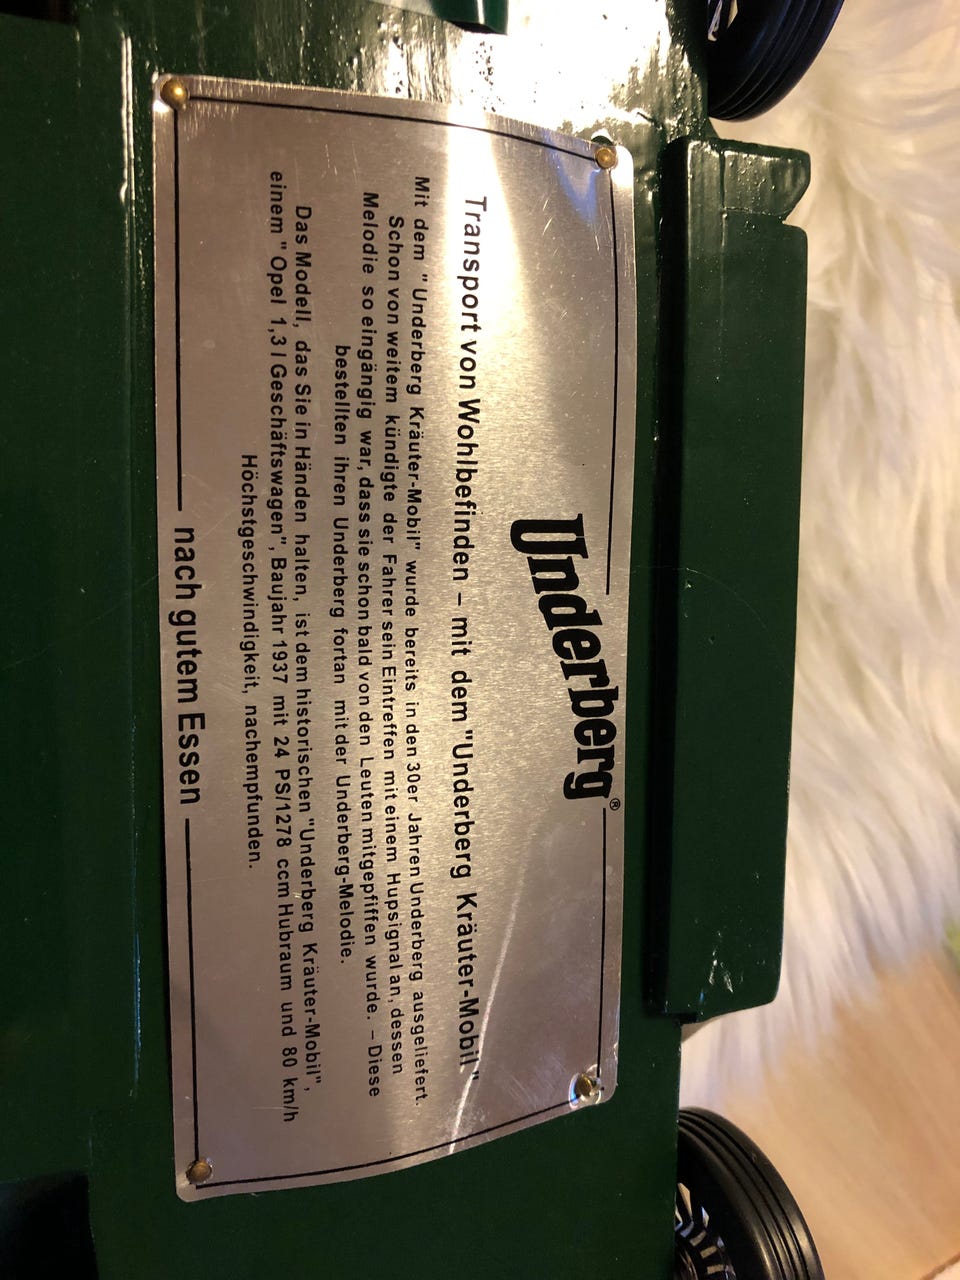 Underberg®
Transport von Wohlbefinden – mit dem "Underberg Kräuter-Mobil"
Mit dem "Underberg Kräuter-Mobil" wurde bereits in den 30er Jahren Underberg ausgeliefert.
Schon von weitem kündigte der Fahrer sein Eintreffen mit einem Hupsignal an, dessen
Melodie so eingängig war, dass sie schon bald von den Leuten mitgepfiffen wurde. – Diese
bestellten ihren Underberg fortan mit der Underberg-Melodie.
Das Modell, das Sie in Händen halten, ist dem historischen "Underberg Kräuter-Mobil",
einem "Opel 1,3 l Geschäftswagen", Baujahr 1937 mit 24 PS/1278 ccm Hubraum und 80 km/h
Höchstgeschwindigkeit, nachempfunden.
nach gutem Essen